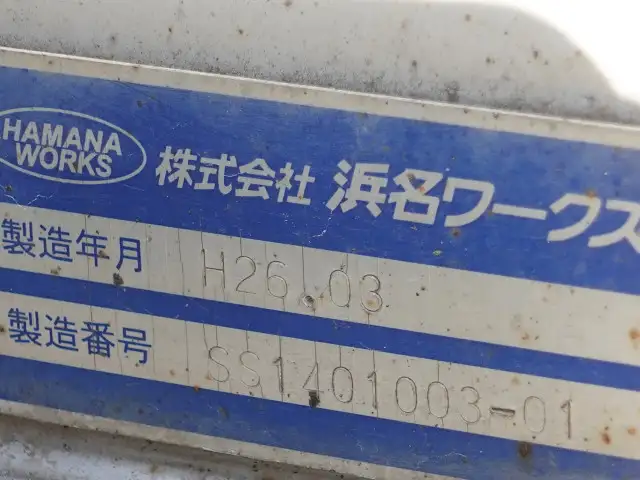 HAMANA
WORKS
株式会社 浜名ワークス
製造年月 H26.03
製造番号 SS1401003-01